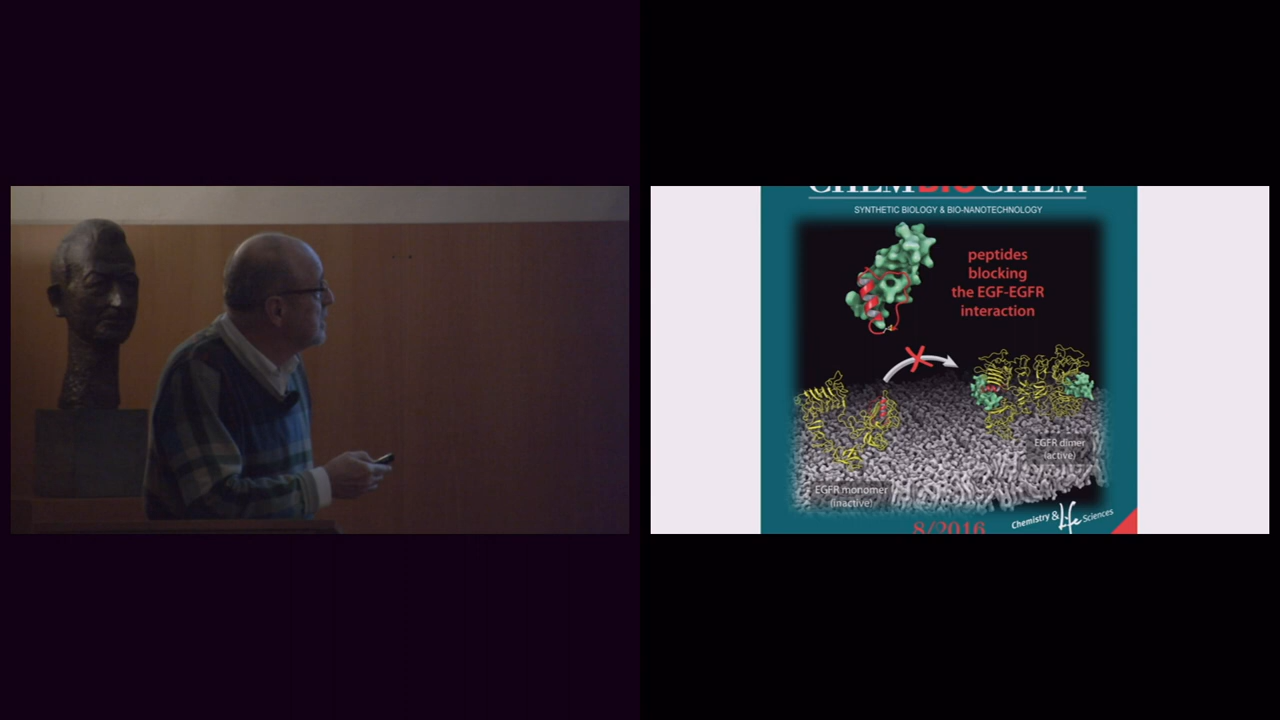 CHEMBIOCHEM
SYNTHETIC BIOLOGY & BIO-NANOTECHNOLOGY
peptides
blocking
the EGF-EGFR
interaction
EGFR dimer
(active)
EGFR monomer
(inactive)
8/2016
Chemistry & Life Sciences